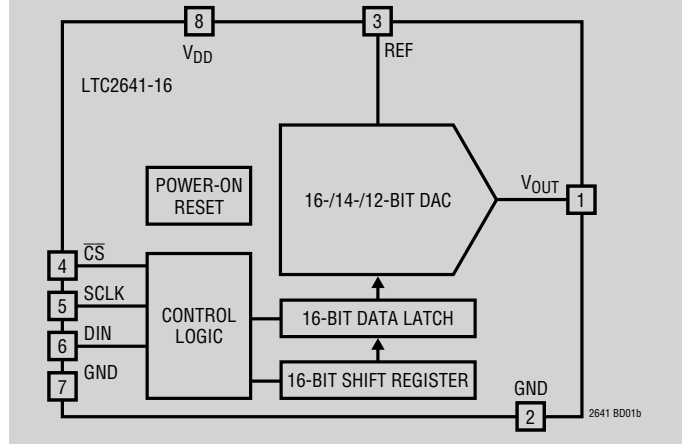 8
3
V_DD
REF
LTC2641-16
POWER-ON
RESET
16-/14-/12-BIT DAC
V_OUT
1
4
C̅S̅
5
SCLK
CONTROL
LOGIC
16-BIT DATA LATCH
6
DIN
7
GND
16-BIT SHIFT REGISTER
GND
2
2641 BD01b